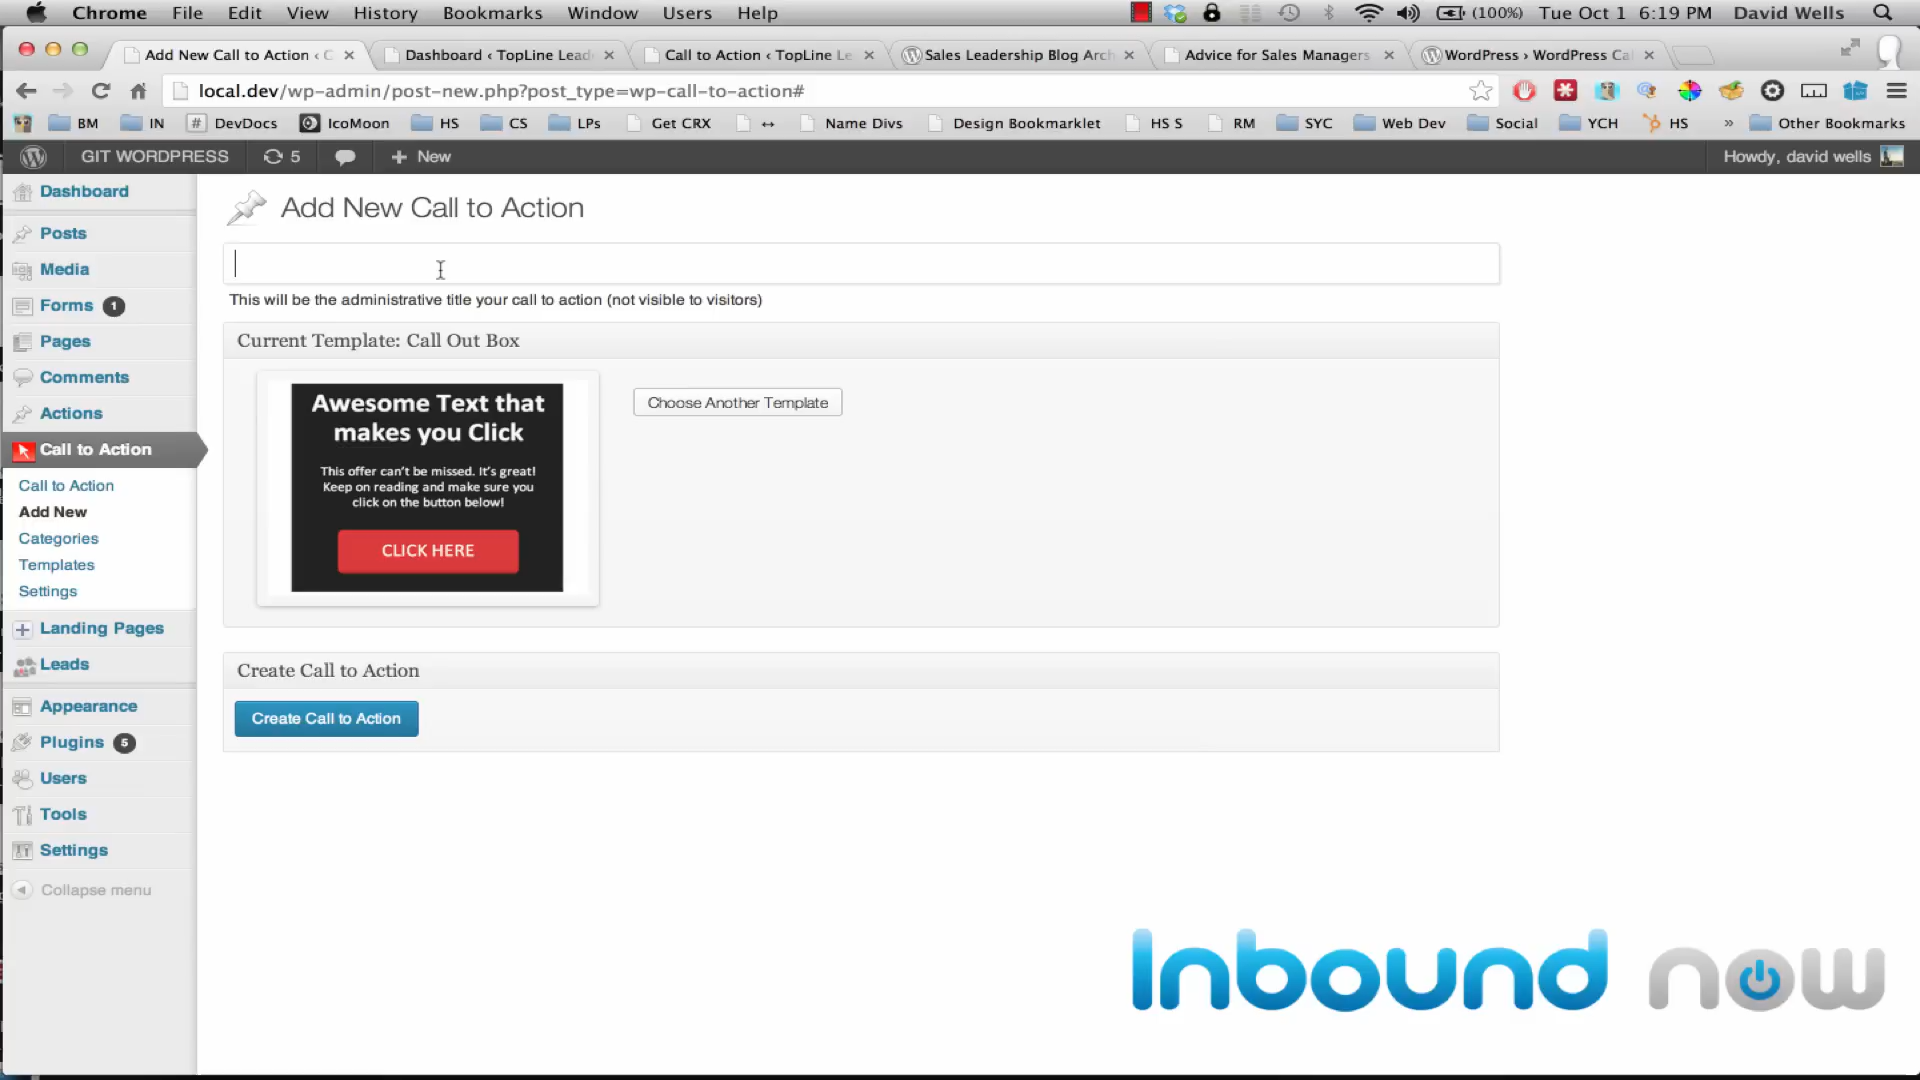 Chrome File Edit View History Bookmarks Window Users Help (100%) Tue Oct 1 6:19 PM David Wells
Add New Call to Action ‹ C Dashboard ‹ TopLine Lead Call to Action ‹ TopLine Le Sales Leadership Blog Arch Advice for Sales Managers WordPress › WordPress Ca
local.dev/wp-admin/post-new.php?post_type=wp-call-to-action#
BM IN # DevDocs IcoMoon HS CS LPs Get CRX ↔ Name Divs Design Bookmarklet HS S RM SYC Web Dev Social YCH HS » Other Bookmarks
GIT WORDPRESS 5 + New Howdy, david wells
Dashboard
Posts
Media
Forms 1
Pages
Comments
Actions
Call to Action
Call to Action
Add New
Categories
Templates
Settings
Landing Pages
Leads
Appearance
Plugins 5
Users
Tools
Settings
Collapse menu
Add New Call to Action
This will be the administrative title your call to action (not visible to visitors)
Current Template: Call Out Box
Awesome Text that
makes you Click
This offer can't be missed. It's great!
Keep on reading and make sure you
click on the button below!
CLICK HERE
Choose Another Template
Create Call to Action
Create Call to Action
Inbound now